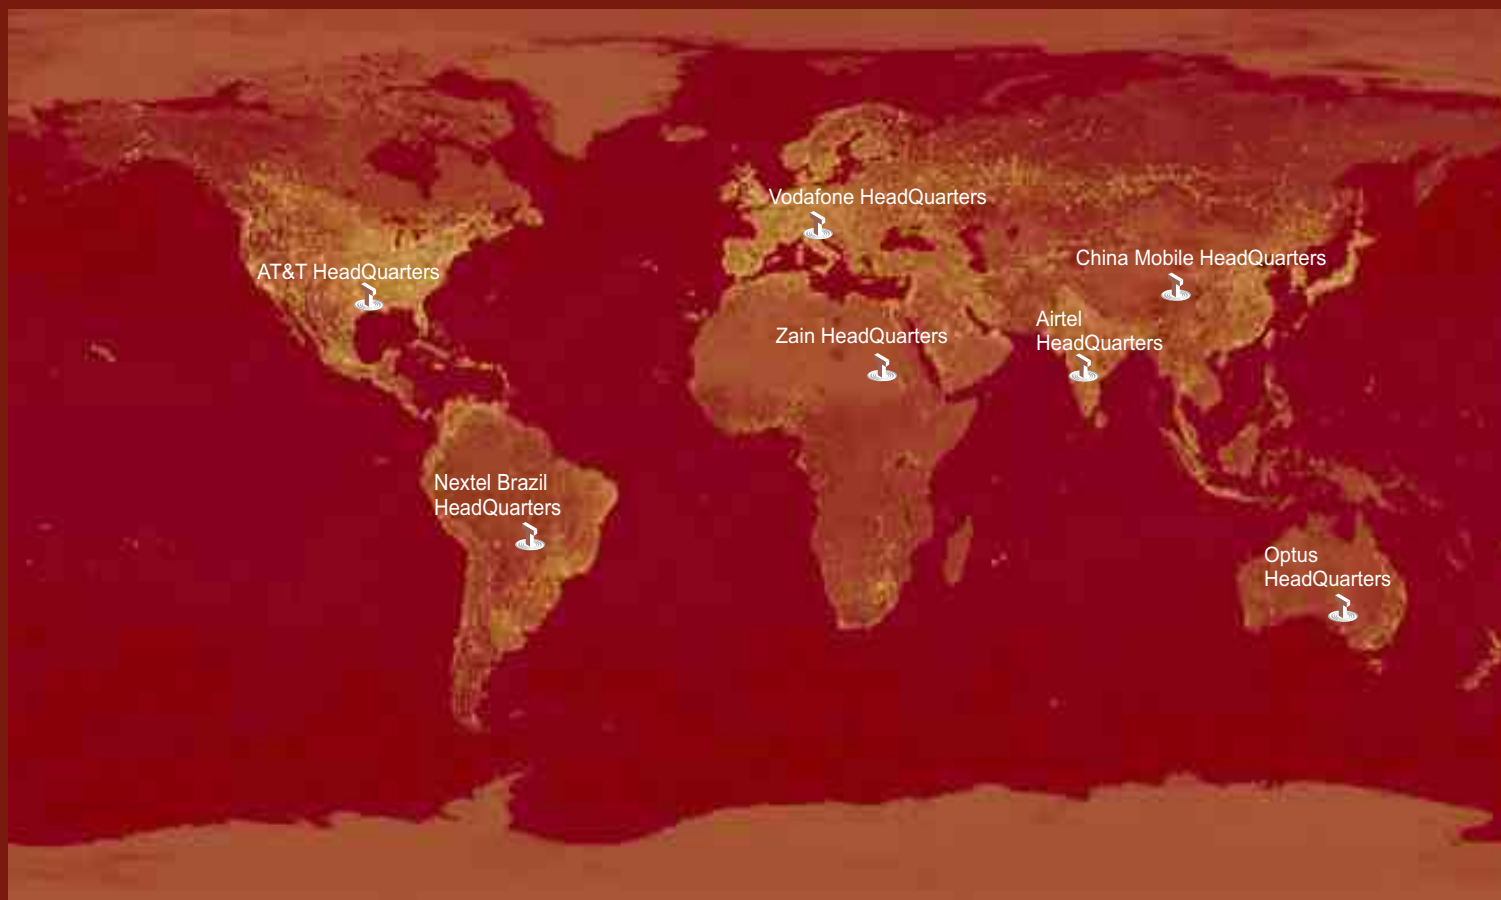 Vodafone HeadQuarters
China Mobile HeadQuarters
AT&T HeadQuarters
Airtel
HeadQuarters
Zain HeadQuarters
Nextel Brazil
HeadQuarters
Optus
HeadQuarters